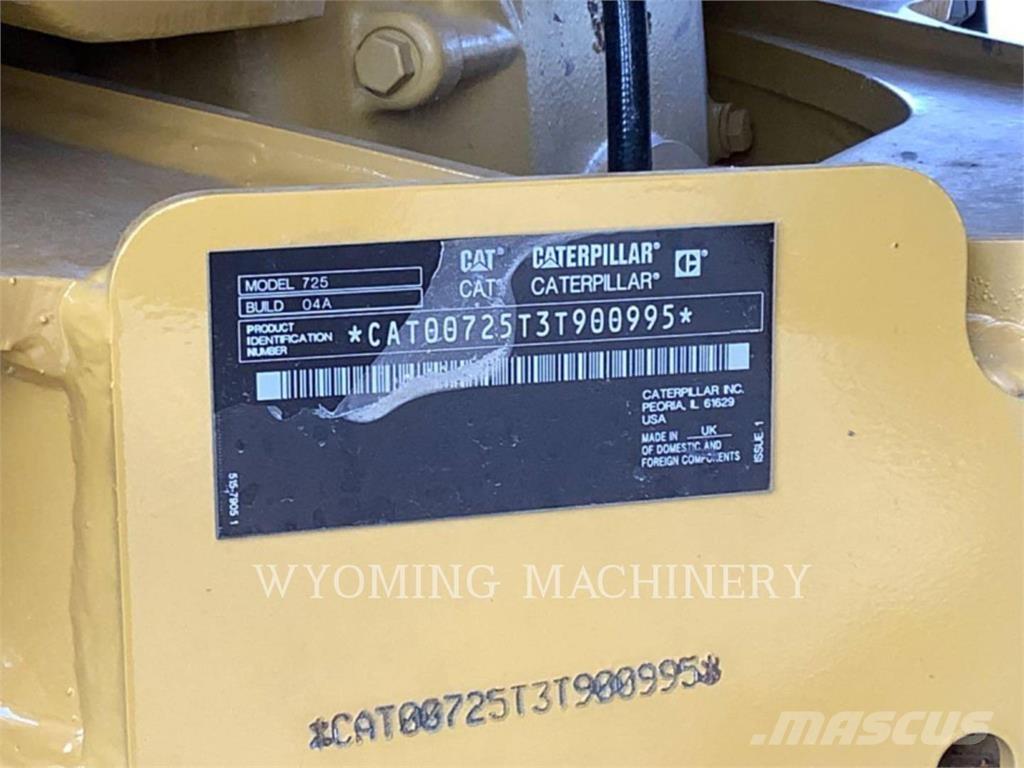 CAT CATERPILLAR
CAT CATERPILLAR C
MODEL 725
BUILD 04A
PRODUCT IDENTIFICATION NUMBER
*CAT00725T3T900995*
CATERPILLAR INC.
PEORIA, IL 61629
USA
MADE IN UK
OF DOMESTIC AND
FOREIGN COMPONENTS
ISSUE 1
515-7905 1
WYOMING MACHINERY
*CAT00725T3T900995*
MASCUS